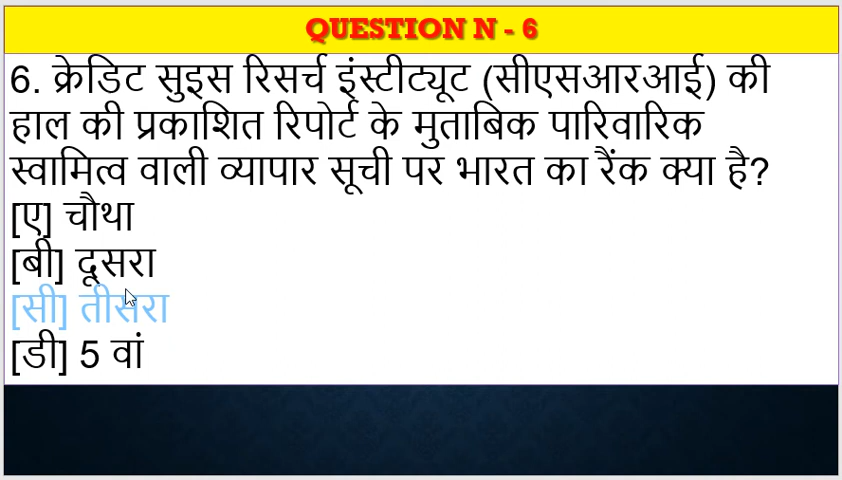 QUESTION N - 6
6. क्रेडिट सुइस रिसर्च इंस्टीट्यूट (सीएसआरआई) की
हाल की प्रकाशित रिपोर्ट के मुताबिक पारिवारिक
स्वामित्व वाली व्यापार सूची पर भारत का रैंक क्या है?
[ए] चौथा
[बी] दूसरा
[सी] तीसरा
[डी] 5 वां